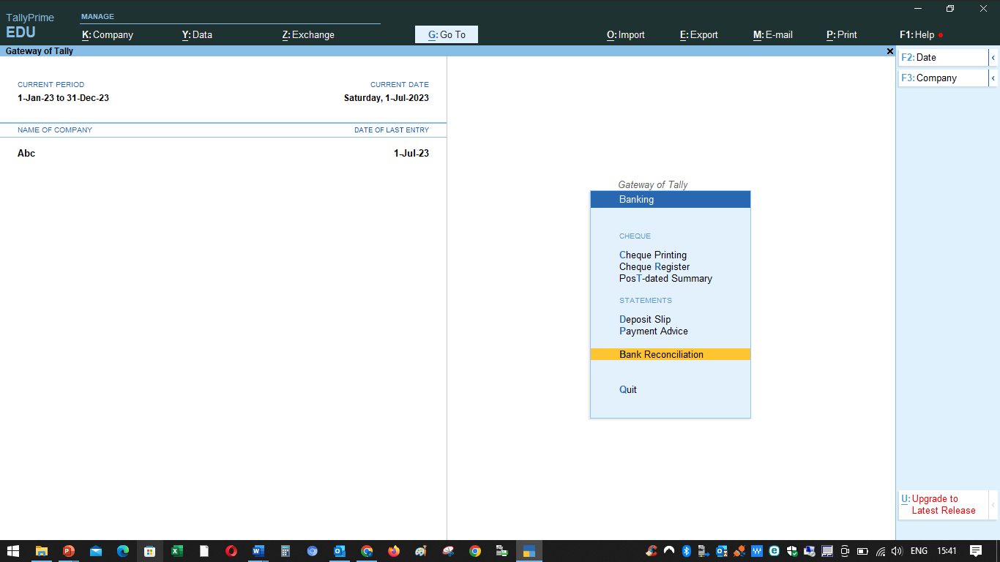 TallyPrime
EDU
MANAGE
K: Company
Y: Data
Z: Exchange
G: Go To
O: Import
E: Export
M: E-mail
P: Print
F1: Help
Gateway of Tally
F2: Date
F3: Company
CURRENT PERIOD
CURRENT DATE
1-Jan-23 to 31-Dec-23
Saturday, 1-Jul-2023
NAME OF COMPANY
DATE OF LAST ENTRY
Abc
1-Jul-23
Gateway of Tally
Banking
CHEQUE
Cheque Printing
Cheque Register
PosT-dated Summary
STATEMENTS
Deposit Slip
Payment Advice
Bank Reconciliation
Quit
U: Upgrade to
Latest Release
ENG
15:41